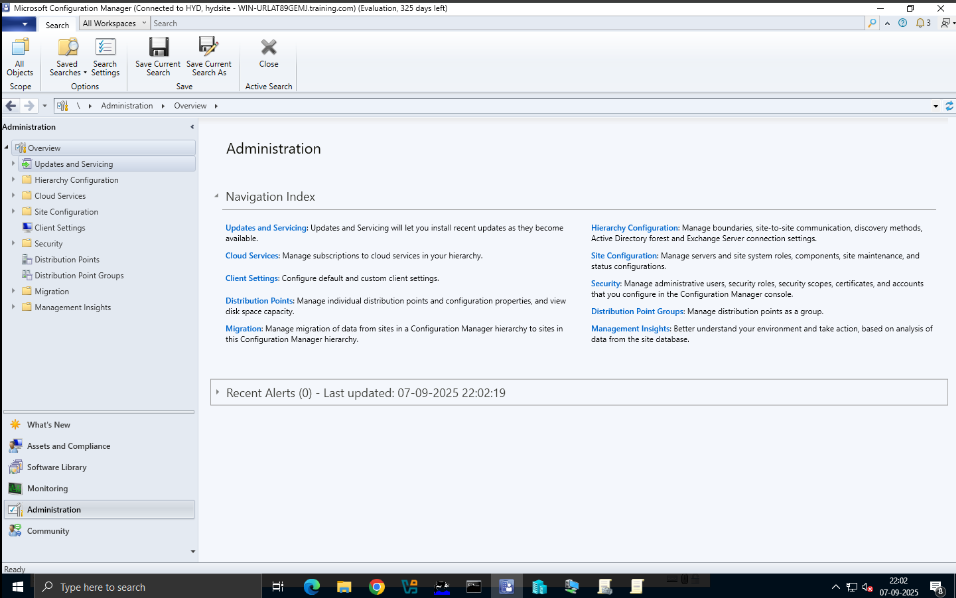 Microsoft Configuration Manager (Connected to HYD, hydsite - WIN-URLAT89GEMJ.training.com) (Evaluation, 325 days left)
Search
All Workspaces
Search
3
All
Objects
Saved
Searches
Search
Settings
Save Current
Search
Save Current
Search As
Close
Scope
Options
Save
Active Search
\ Administration Overview
Administration
Overview
Updates and Servicing
Hierarchy Configuration
Cloud Services
Site Configuration
Client Settings
Security
Distribution Points
Distribution Point Groups
Migration
Management Insights
What's New
Assets and Compliance
Software Library
Monitoring
Administration
Community
Administration
Navigation Index
Updates and Servicing: Updates and Servicing will let you install recent updates as they become
available.
Cloud Services: Manage subscriptions to cloud services in your hierarchy.
Client Settings: Configure default and custom client settings.
Distribution Points: Manage individual distribution points and configuration properties, and view
disk space capacity.
Migration: Manage migration of data from sites in a Configuration Manager hierarchy to sites in
this Configuration Manager hierarchy.
Hierarchy Configuration: Manage boundaries, site-to-site communication, discovery methods,
Active Directory forest and Exchange Server connection settings.
Site Configuration: Manage servers and site system roles, components, site maintenance, and
status configurations.
Security: Manage administrative users, security roles, security scopes, certificates, and accounts
that you configure in the Configuration Manager console.
Distribution Point Groups: Manage distribution points as a group.
Management Insights: Better understand your environment and take action, based on analysis of
data from the site database.
Recent Alerts (0) - Last updated: 07-09-2025 22:02:19
Ready
Type here to search
22:02
07-09-2025
8